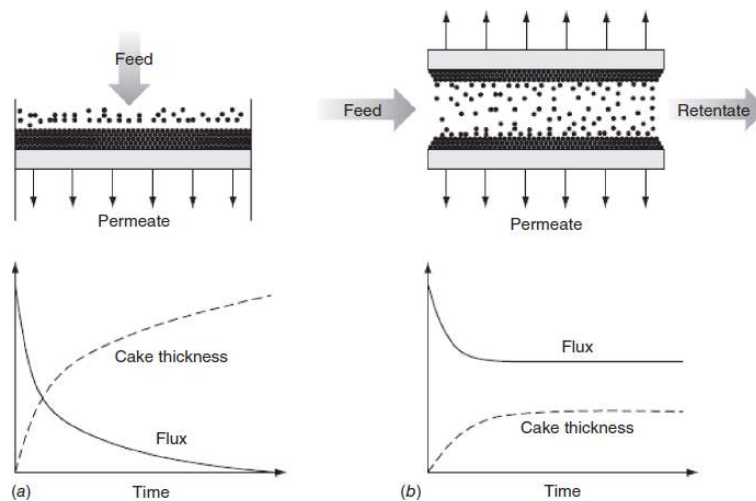 Feed
Permeate
Feed
Retentate
Permeate
Cake thickness
Flux
(a)
Time
Flux
Cake thickness
(b)
Time